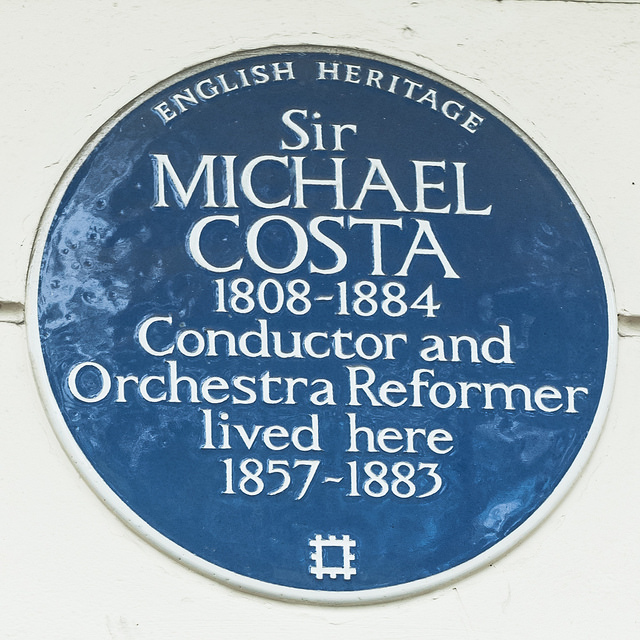 ENGLISH HERITAGE
Sir
MICHAEL
COSTA
1808-1884
Conductor and
Orchestra Reformer
lived here
1857-1883